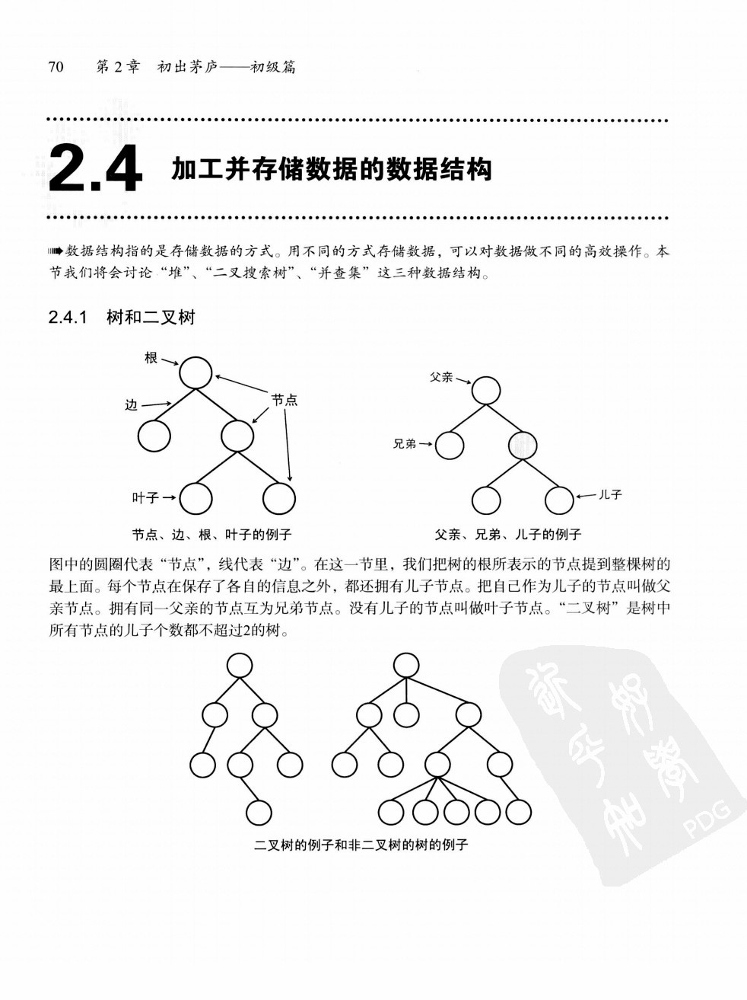 70 第2章 初出茅庐——初级篇
2.4 加工并存储数据的数据结构
数据结构指的是存储数据的方式。用不同的方式存储数据，可以对数据做不同的高效操作。本
节我们将会讨论“堆”、“二叉搜索树”、“并查集”这三种数据结构。
2.4.1 树和二叉树
根
边
节点
叶子
节点、边、根、叶子的例子
父亲
兄弟
儿子
父亲、兄弟、儿子的例子
图中的圆圈代表“节点”，线代表“边”。在这一节里，我们把树的根所表示的节点提到整棵树的
最上面。每个节点在保存了各自的信息之外，都还拥有儿子节点。把自己作为儿子的节点叫做父
亲节点。拥有同一父亲的节点互为兄弟节点。没有儿子的节点叫做叶子节点。“二叉树”是树中
所有节点的儿子个数都不超过2的树。
二叉树的例子和非二叉树的树的例子
PDG